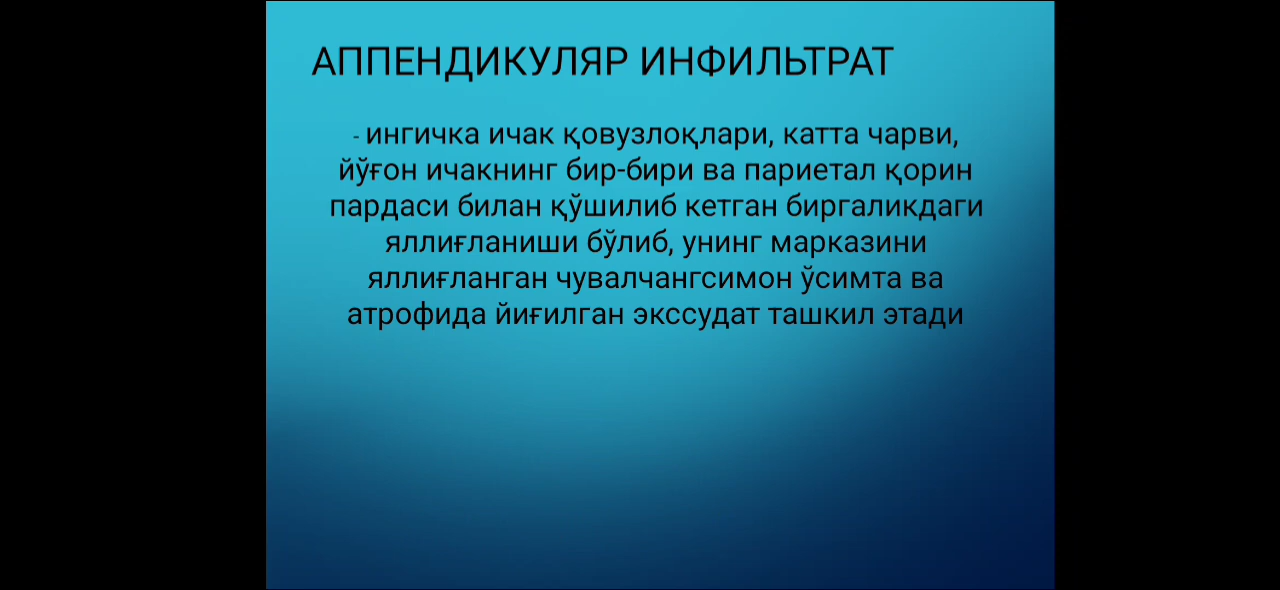 АППЕНДИКУЛЯР ИНФИЛЬТРАТ
- ингичка ичак қовузлоқлари, катта чарви,
йўғон ичакнинг бир-бири ва париетал қорин
пардаси билан қўшилиб кетган биргаликдаги
яллиғланиши бўлиб, унинг марказини
яллиғланган чувалчангсимон ўсимта ва
атрофида йиғилган экссудат ташкил этади